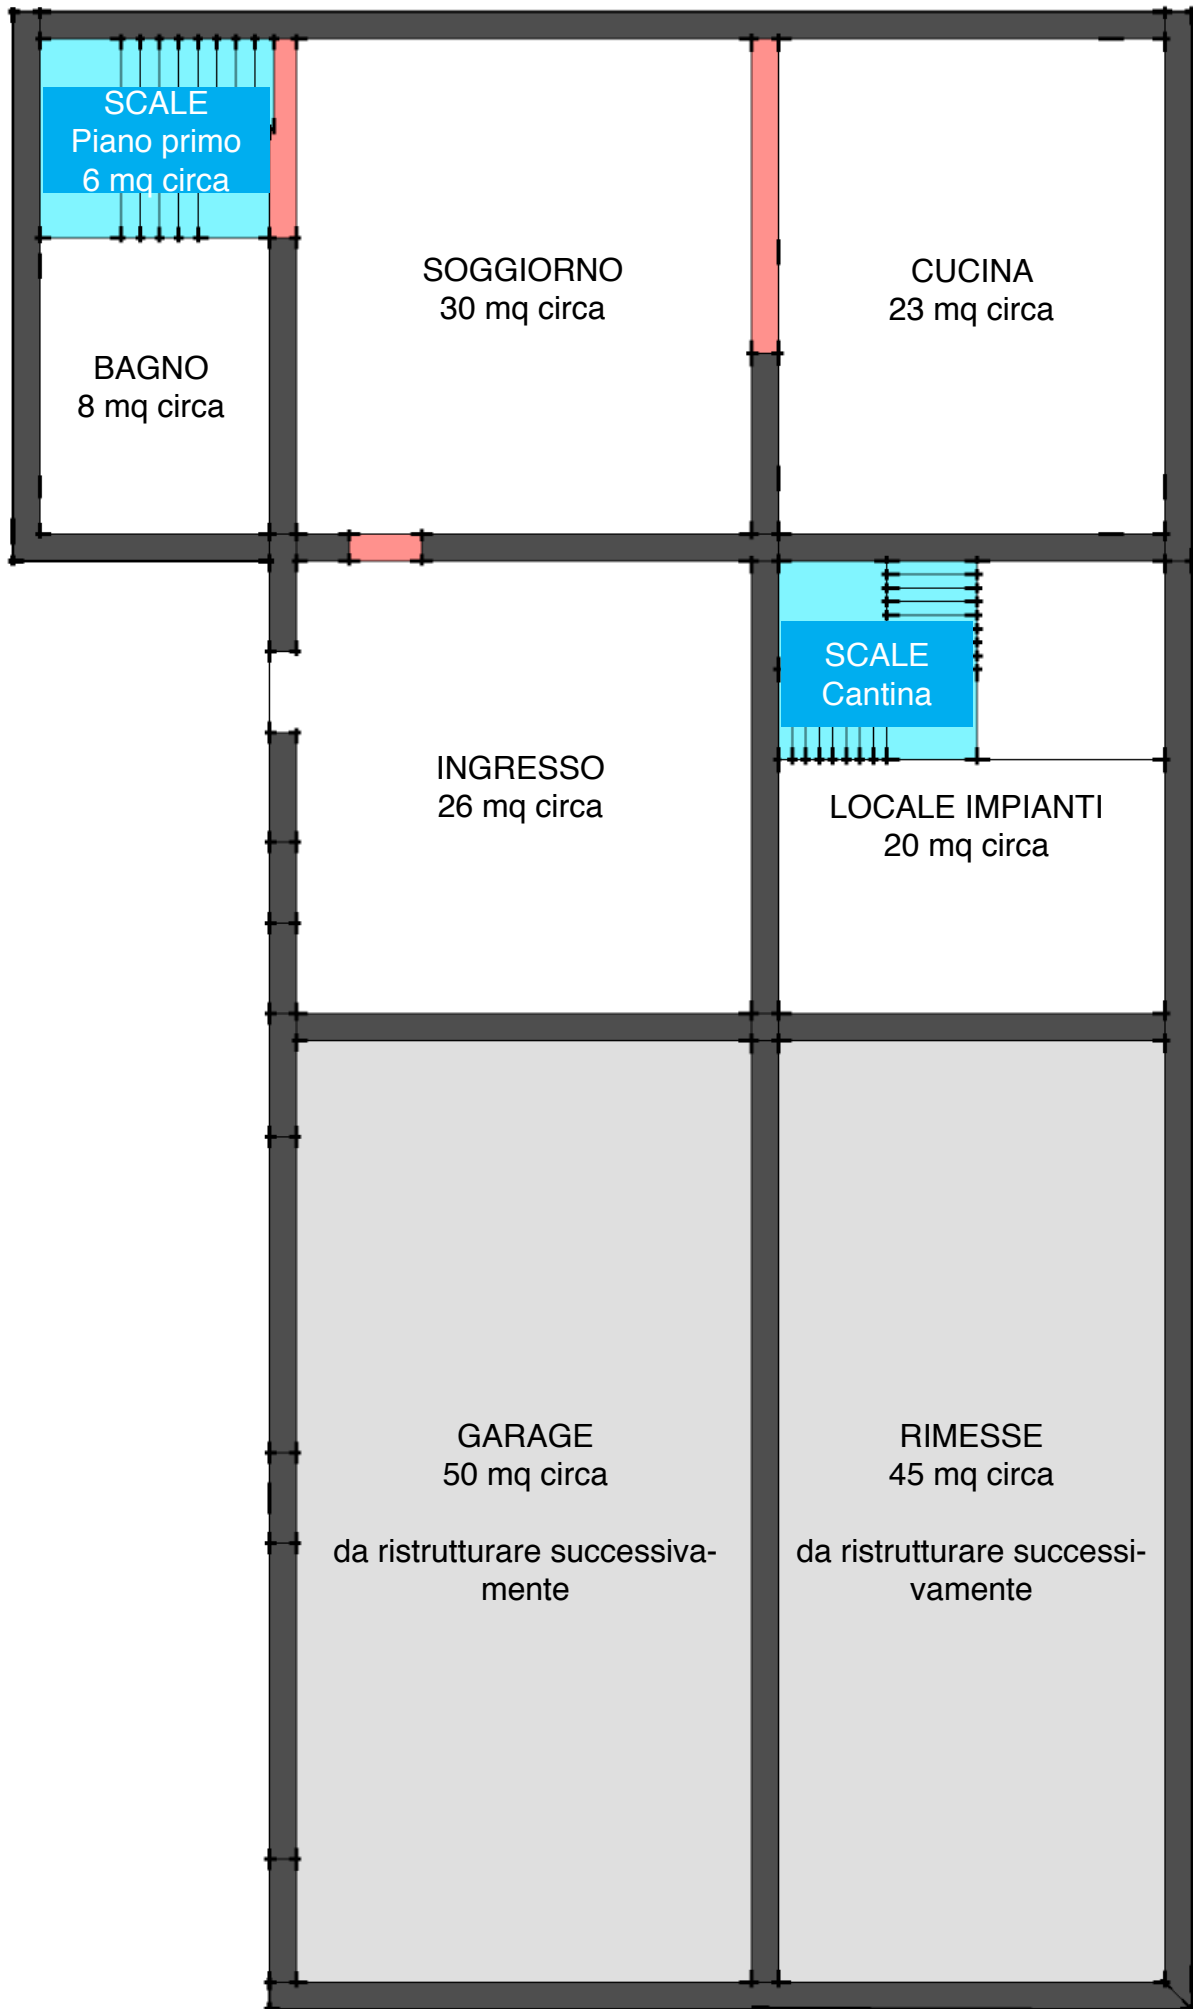 SCALE
Piano primo
6 mq circa
SOGGIORNO
30 mq circa
CUCINA
23 mq circa
BAGNO
8 mq circa
SCALE
Cantina
INGRESSO
26 mq circa
LOCALE IMPIANTI
20 mq circa
GARAGE
50 mq circa
da ristrutturare successiva-
mente
RIMESSE
45 mq circa
da ristrutturare successi-
vamente